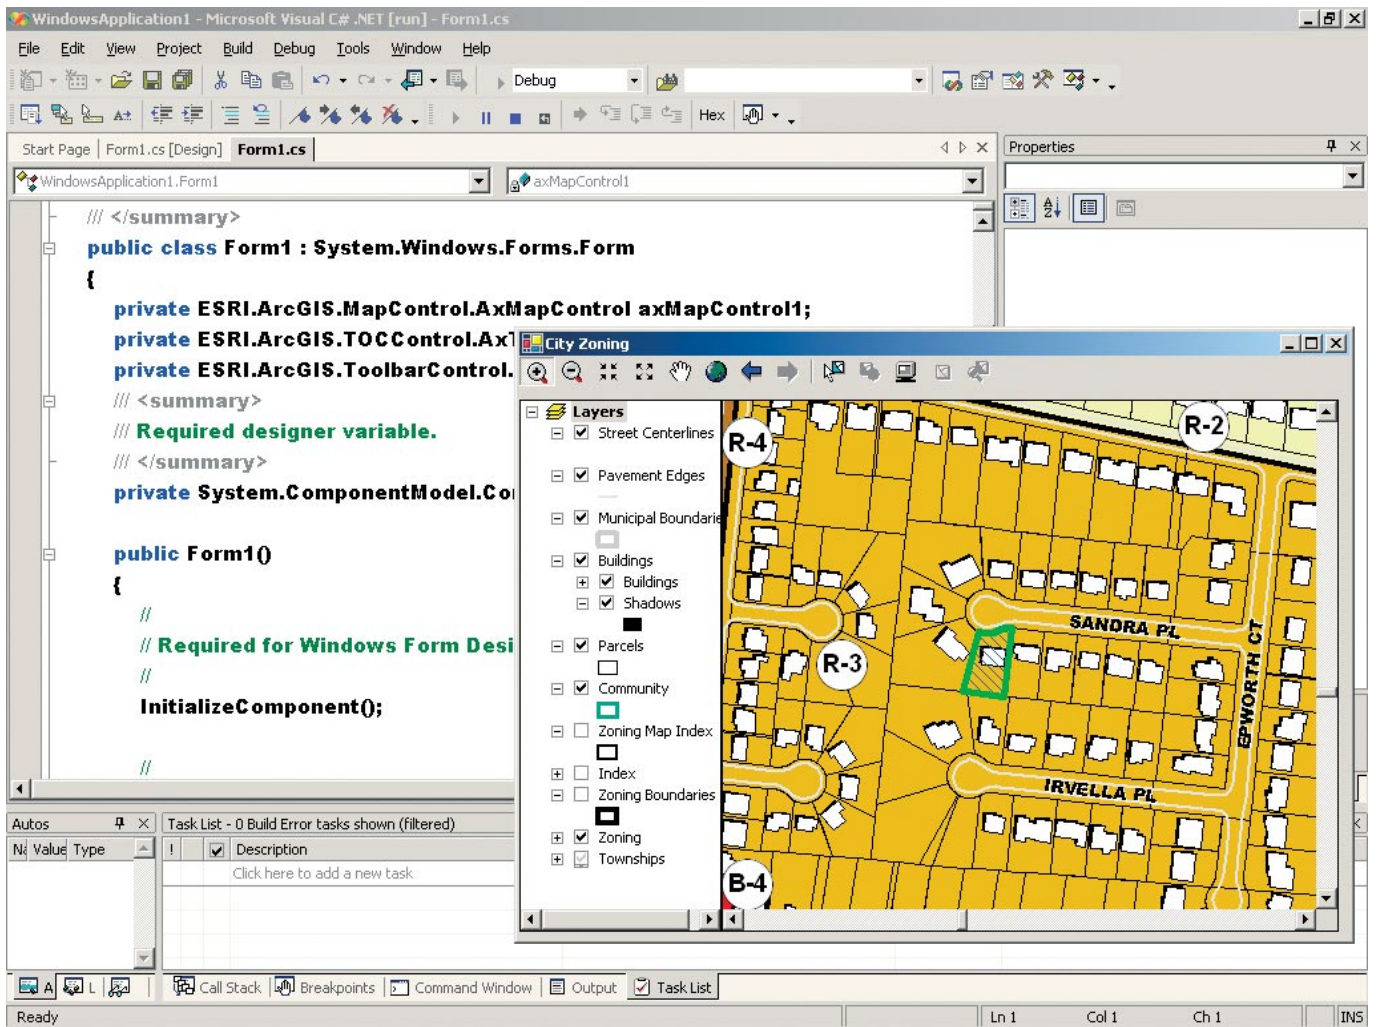 WindowsApplication1 - Microsoft Visual C# .NET [run] - Form1.cs
File Edit View Project Build Debug Tools Window Help
Debug
Hex
Start Page Form1.cs [Design] Form1.cs
Properties
WindowsApplication1.Form1
axMapControl1
/// </summary>
public class Form1 : System.Windows.Forms.Form
{
private ESRI.ArcGIS.MapControl.AxMapControl axMapControl1;
private ESRI.ArcGIS.TOCControl.AxT
private ESRI.ArcGIS.ToolbarControl.
/// <summary>
/// Required designer variable.
/// </summary>
private System.ComponentModel.Co
public Form1()
{
//
// Required for Windows Form Desi
//
InitializeComponent();
//
City Zoning
Layers
Street Centerlines
Pavement Edges
Municipal Boundarie
Buildings
Buildings
Shadows
Parcels
Community
Zoning Map Index
Index
Zoning Boundaries
Zoning
Townships
R-4
R-2
SANDRA PL
R-3
EPWORTH CT
IRVELLA PL
B-4
Autos
Task List - 0 Build Error tasks shown (filtered)
Na Value Type
! Description
Click here to add a new task
A L
Call Stack Breakpoints Command Window Output Task List
Ready
Ln 1 Col 1 Ch 1 INS